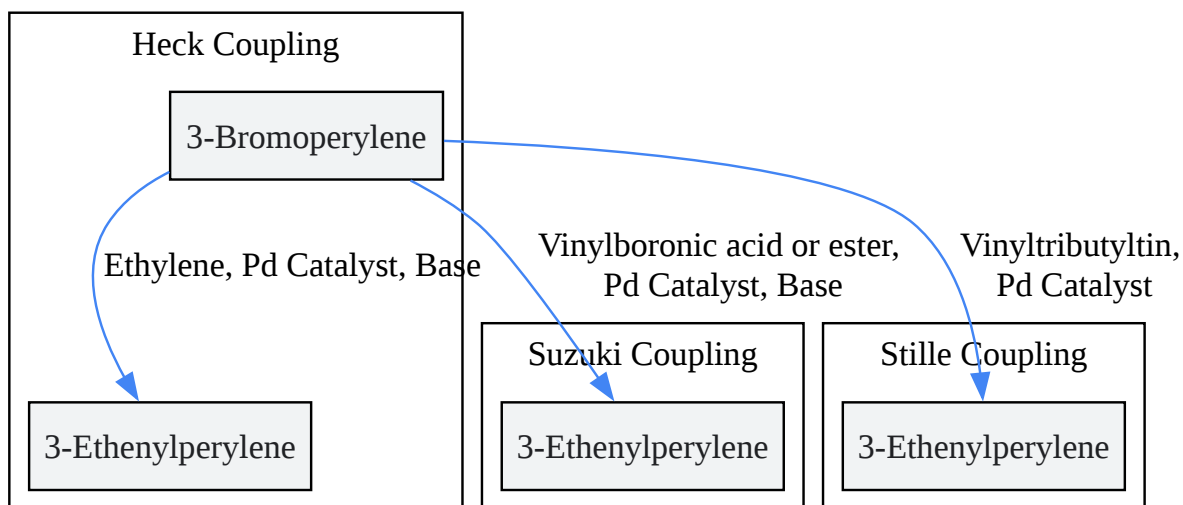 Heck Coupling
3-Bromoperylene
Ethylene, Pd Catalyst, Base
Vinylboronic acid or ester,
Pd Catalyst, Base
Vinyltributyltin,
Pd Catalyst
Suzuki Coupling
Stille Coupling
3-Ethenylperylene
3-Ethenylperylene
3-Ethenylperylene